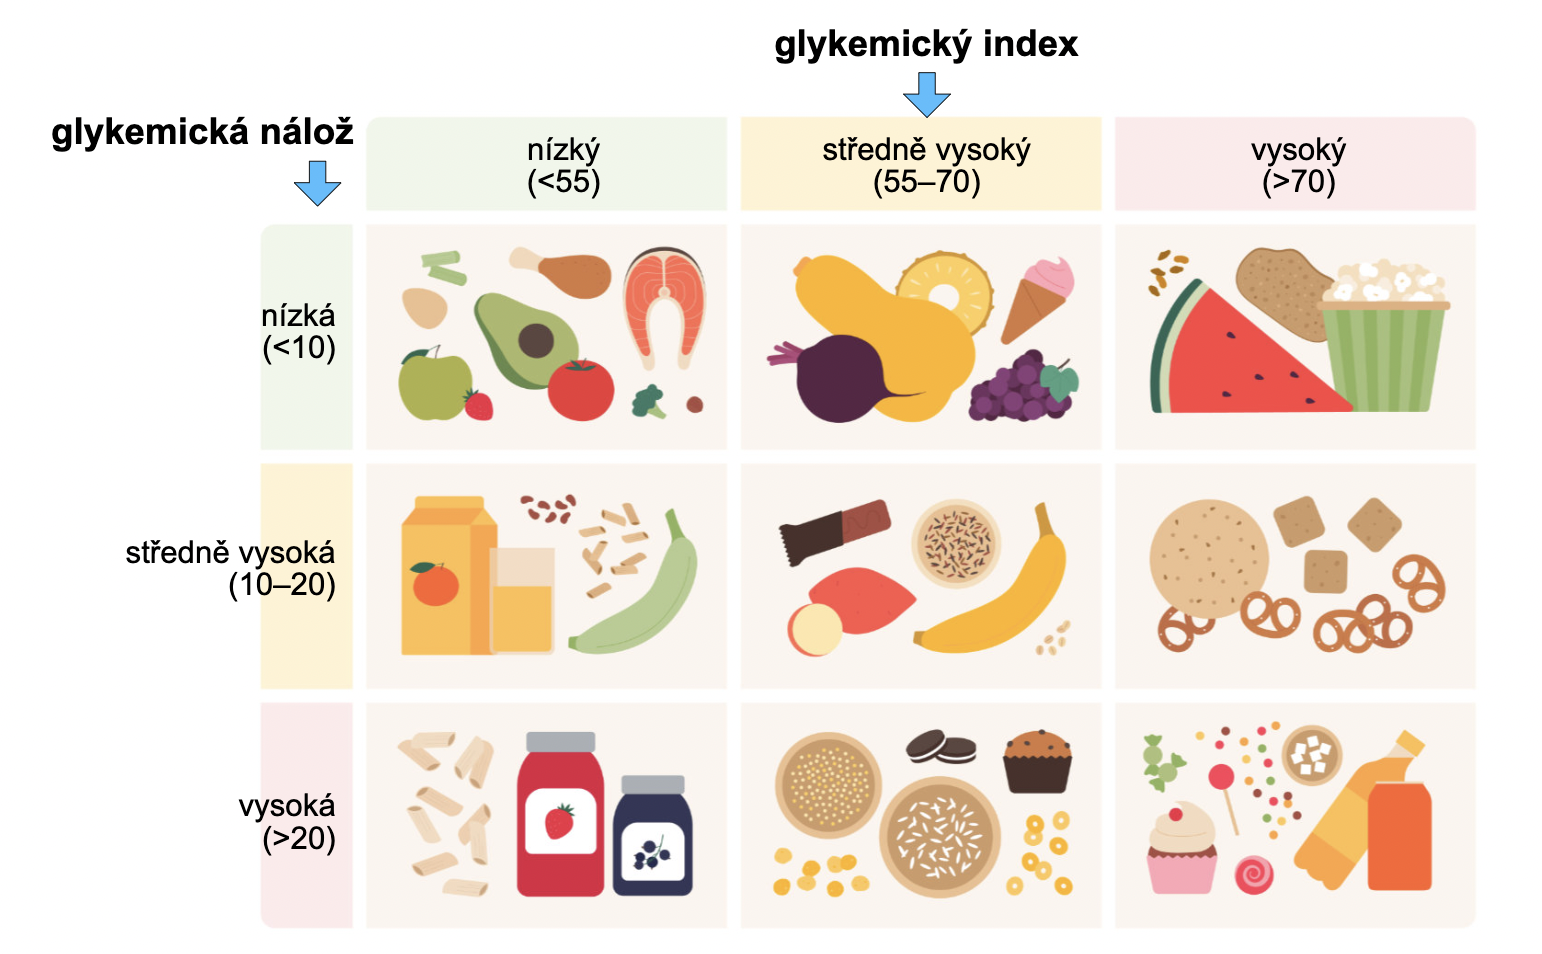 glykemický index
glykemická nálož
nízký
(<55)
středně vysoký
(55–70)
vysoký
(>70)
nízká
(<10)
středně vysoká
(10–20)
vysoká
(>20)